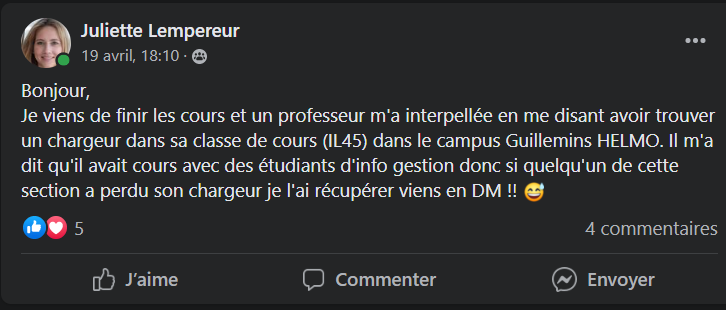 Juliette Lempereur
19 avril, 18:10 ·
Bonjour,
Je viens de finir les cours et un professeur m'a interpellée en me disant avoir trouver
un chargeur dans sa classe de cours (IL45) dans le campus Guillemins HELMO. Il m'a
dit qu'il avait cours avec des étudiants d'info gestion donc si quelqu'un de cette
section a perdu son chargeur je l'ai récupérer viens en DM !! 😅
5
4 commentaires
J'aime
Commenter
Envoyer